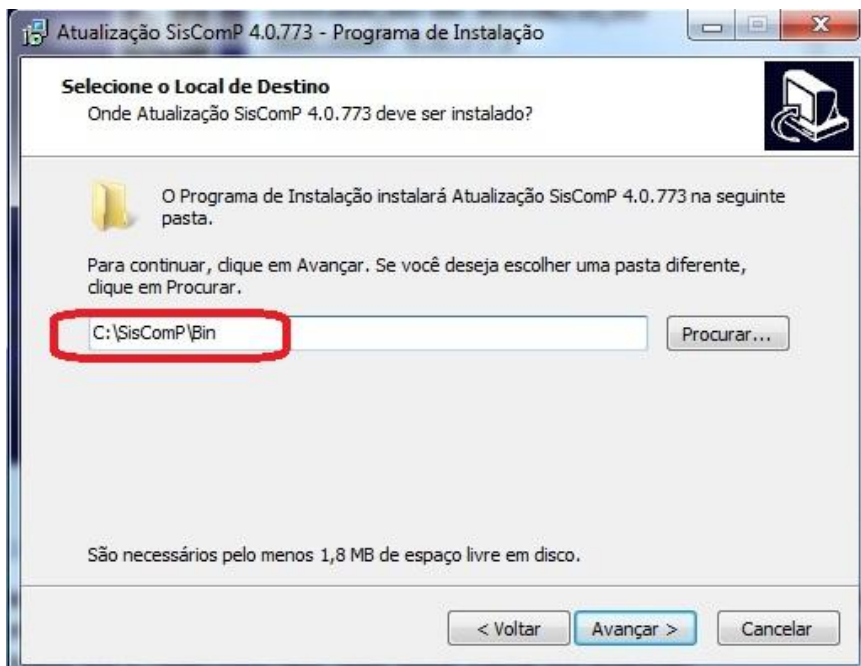 Atualização SisComP 4.0.773 - Programa de Instalação
Selecione o Local de Destino
Onde Atualização SisComP 4.0.773 deve ser instalado?
O Programa de Instalação instalará Atualização SisComP 4.0.773 na seguinte
pasta.
Para continuar, clique em Avançar. Se você deseja escolher uma pasta diferente,
clique em Procurar.
C:\SisComP\Bin
Procurar...
São necessários pelo menos 1,8 MB de espaço livre em disco.
< Voltar
Avançar >
Cancelar